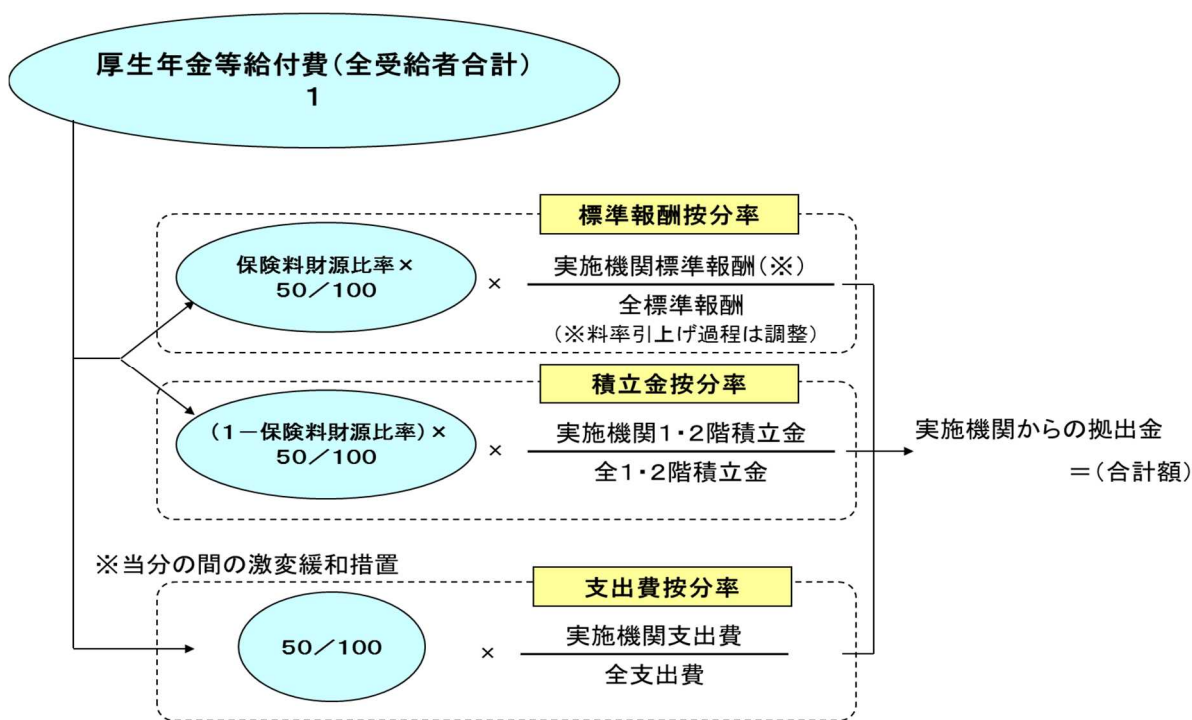 厚生年金等給付費(全受給者合計)
1
標準報酬按分率
保険料財源比率×
50/100
×
実施機関標準報酬(※)
全標準報酬
(※料率引上げ過程は調整)
積立金按分率
(1-保険料財源比率)×
50/100
×
実施機関1・2階積立金
全1・2階積立金
実施機関からの拠出金
=(合計額)
※当分の間の激変緩和措置
支出費按分率
50/100
×
実施機関支出費
全支出費